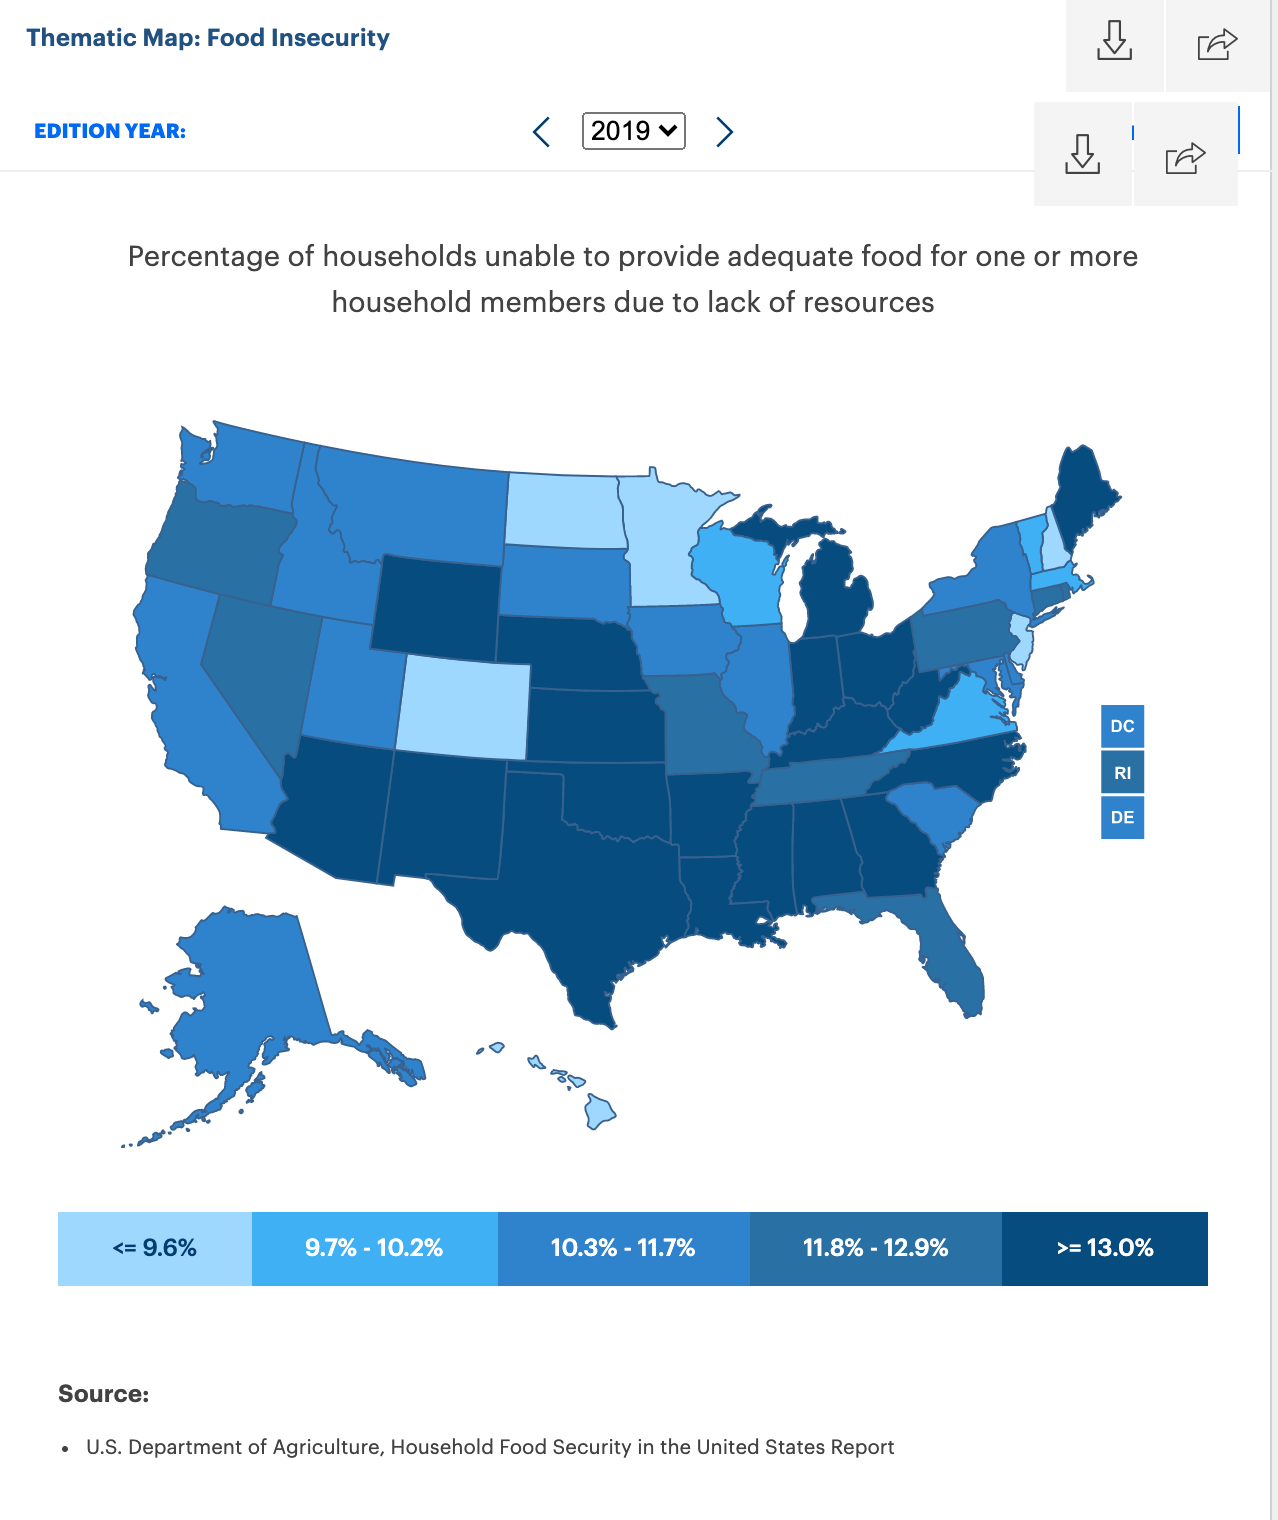 Thematic Map: Food Insecurity
EDITION YEAR:
2019
Percentage of households unable to provide adequate food for one or more
household members due to lack of resources
DC
RI
DE
<= 9.6%
9.7% - 10.2%
10.3% - 11.7%
11.8% - 12.9%
>= 13.0%
Source:
• U.S. Department of Agriculture, Household Food Security in the United States Report